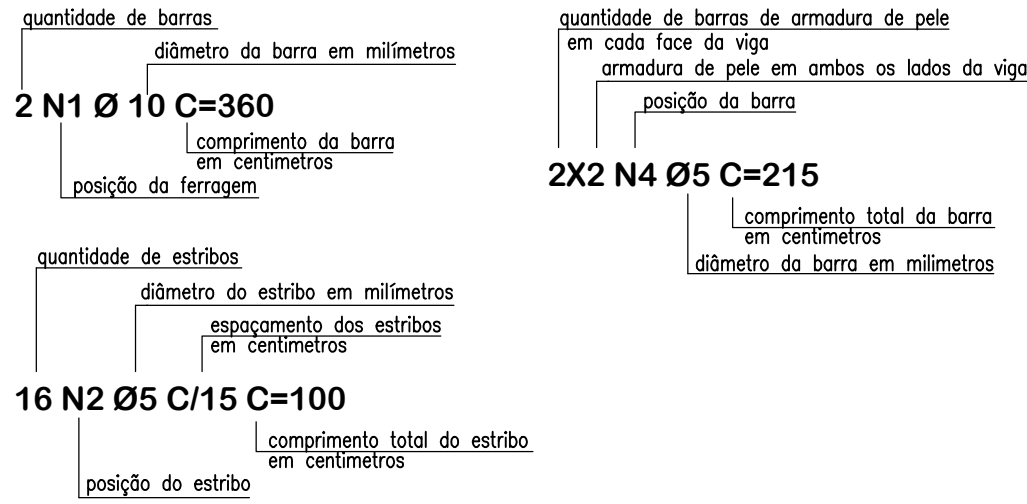 quantidade de barras
diâmetro da barra em milímetros
2 N1 Ø 10 C=360
comprimento da barra
em centimetros
posição da ferragem
quantidade de barras de armadura de pele
em cada face da viga
armadura de pele em ambos os lados da viga
posição da barra
2X2 N4 Ø5 C=215
comprimento total da barra
em centimetros
diâmetro da barra em milimetros
quantidade de estribos
diâmetro do estribo em milímetros
espaçamento dos estribos
em centimetros
16 N2 Ø5 C/15 C=100
comprimento total do estribo
em centimetros
posição do estribo